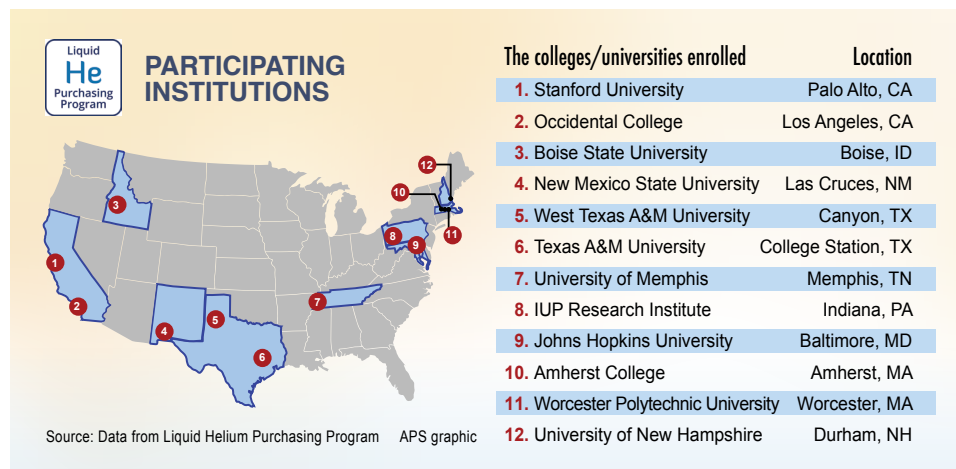 Liquid
He
Purchasing
Program
PARTICIPATING
INSTITUTIONS
12
10
3
11
8
9
1
7
2
5
4
6
Source: Data from Liquid Helium Purchasing Program APS graphic
The colleges/universities enrolled Location
1. Stanford University Palo Alto, CA
2. Occidental College Los Angeles, CA
3. Boise State University Boise, ID
4. New Mexico State University Las Cruces, NM
5. West Texas A&M University Canyon, TX
6. Texas A&M University College Station, TX
7. University of Memphis Memphis, TN
8. IUP Research Institute Indiana, PA
9. Johns Hopkins University Baltimore, MD
10. Amherst College Amherst, MA
11. Worcester Polytechnic University Worcester, MA
12. University of New Hampshire Durham, NH